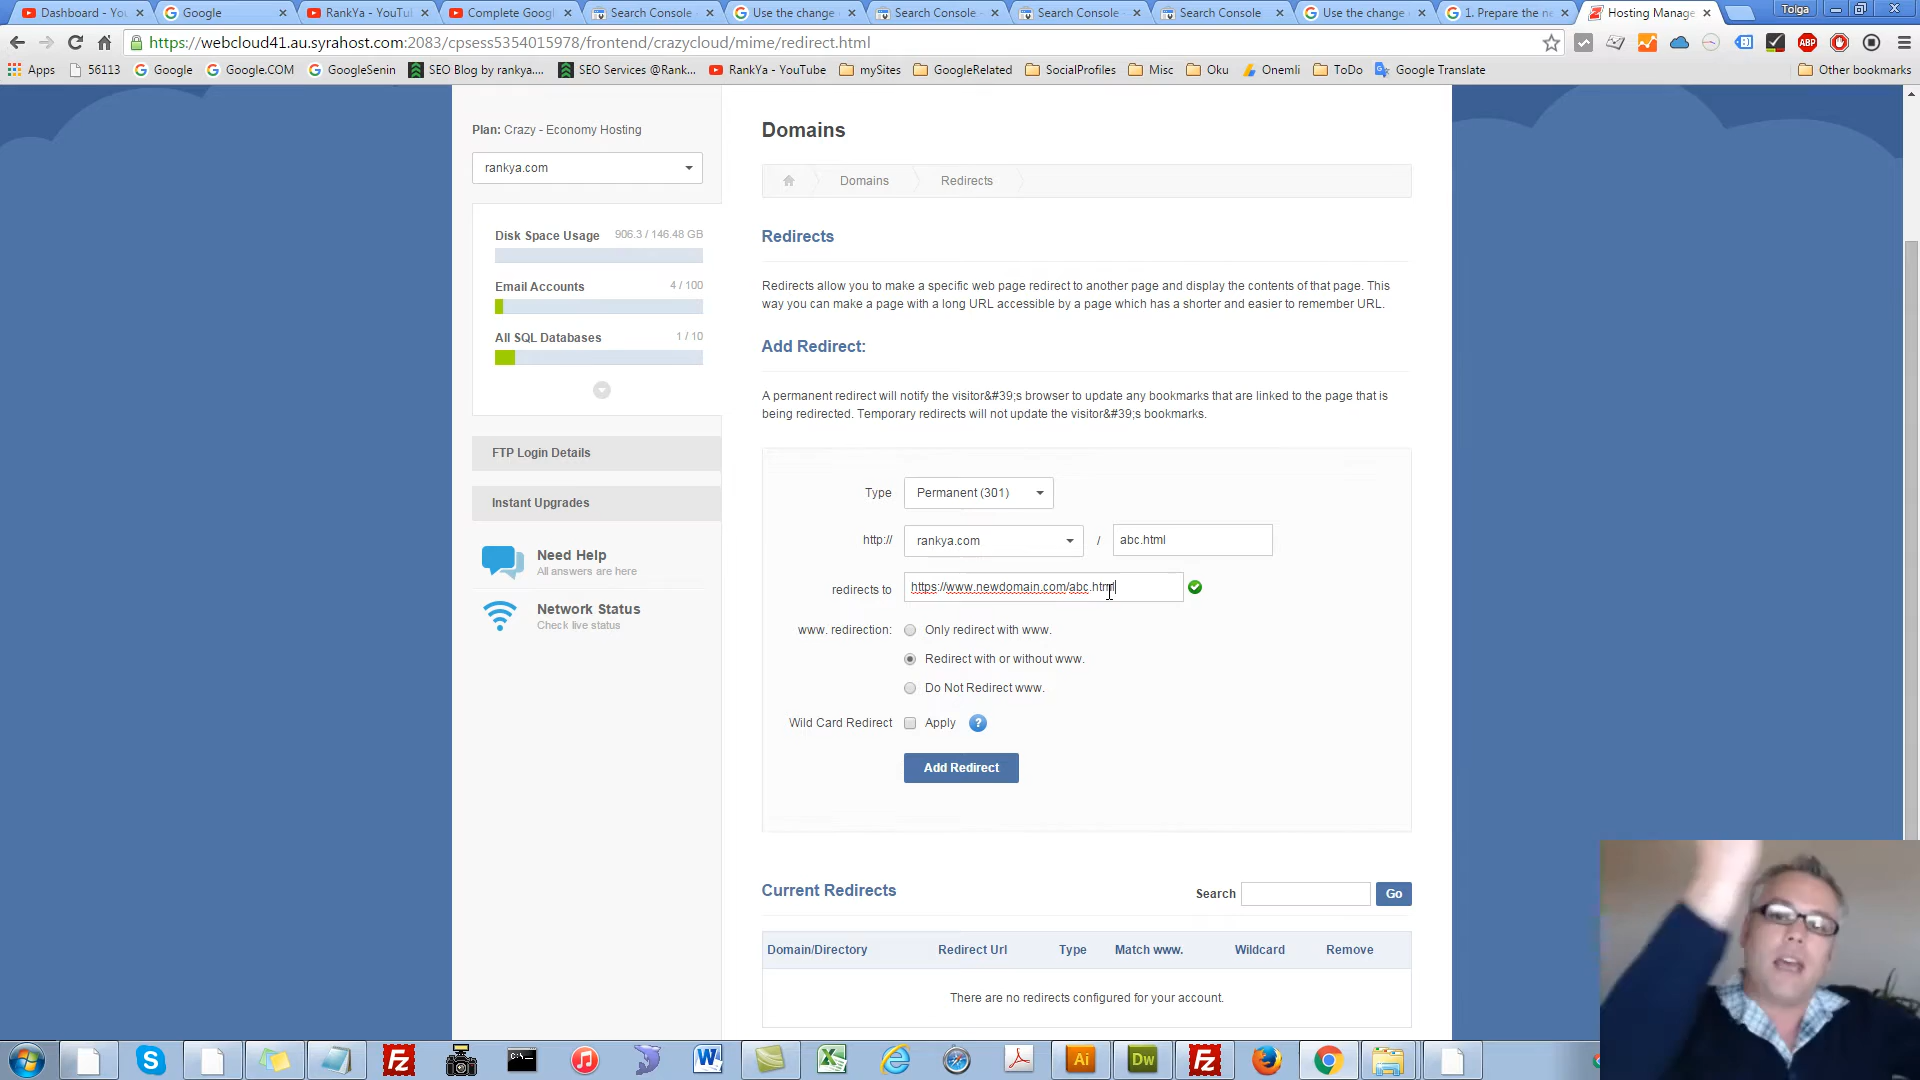 Dashboard - You
Google
RankYa - YouTu
Complete Googl
Search Console -
Use the change
Search Console -
Search Console -
Search Console
Use the change
1. Prepare the ne
Hosting Manage
Tolga
https://webcloud41.au.syrahost.com:2083/cpsess5354015978/frontend/crazycloud/mime/redirect.html
ABP
Apps
56113
Google
Google.COM
GoogleSenin
SEO Blog by rankya....
SEO Services @Rank...
RankYa - YouTube
mySites
GoogleRelated
SocialProfiles
Misc
Oku
Onemli
ToDo
Google Translate
Other bookmarks
Plan: Crazy - Economy Hosting
rankya.com
Disk Space Usage 906.3 / 146.48 GB
Email Accounts 4 / 100
All SQL Databases 1 / 10
FTP Login Details
Instant Upgrades
Need Help
All answers are here
Network Status
Check live status
Domains
Domains Redirects
Redirects
Redirects allow you to make a specific web page redirect to another page and display the contents of that page. This
way you can make a page with a long URL accessible by a page which has a shorter and easier to remember URL.
Add Redirect:
A permanent redirect will notify the visitor&#39;s browser to update any bookmarks that are linked to the page that is
being redirected. Temporary redirects will not update the visitor&#39;s bookmarks.
Type Permanent (301)
http:// rankya.com / abc.html
redirects to https://www.newdomain.com/abc.html
www. redirection: Only redirect with www.
Redirect with or without www.
Do Not Redirect www.
Wild Card Redirect Apply ?
Add Redirect
Current Redirects
Search Go
Domain/Directory Redirect Url Type Match www. Wildcard Remove
There are no redirects configured for your account.
Ai
Dw